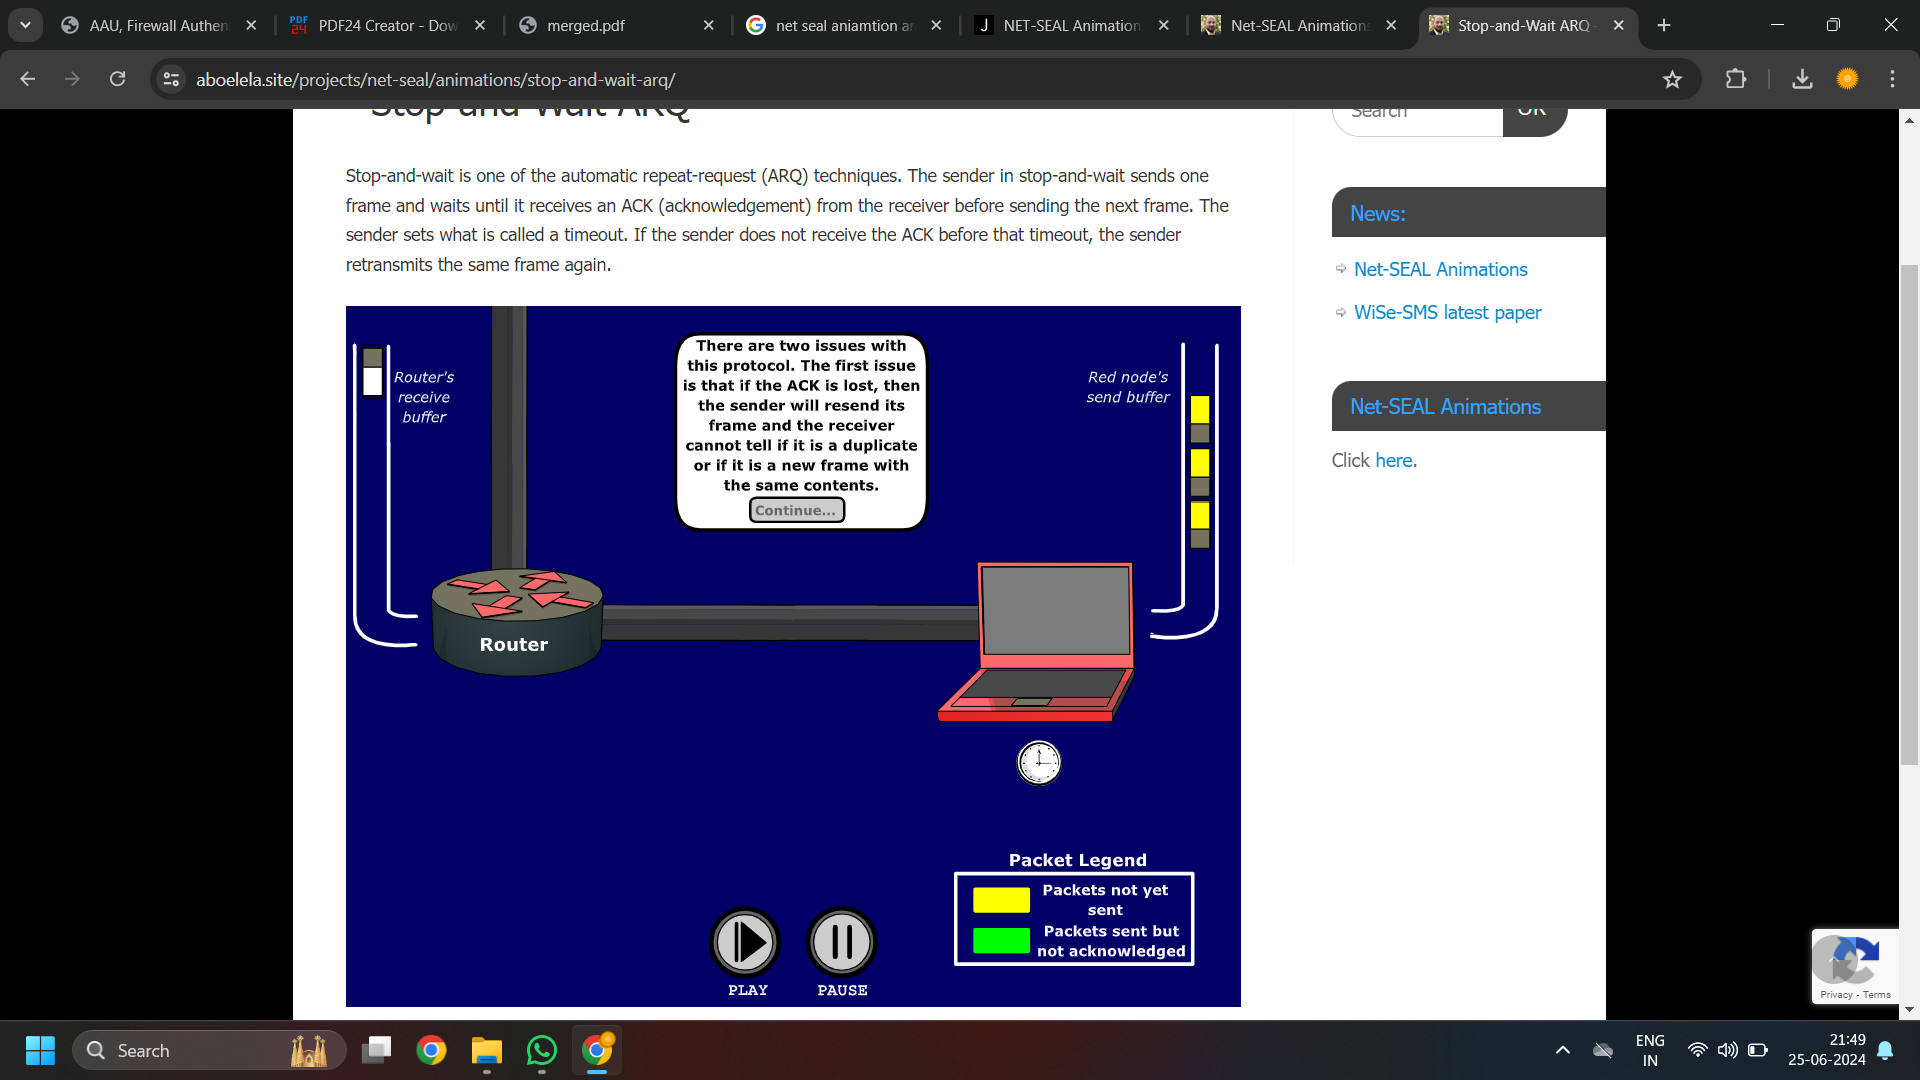 AAU, Firewall Authen
PDF24 Creator - Dow
merged.pdf
net seal aniamtion ar
NET-SEAL Animation
Net-SEAL Animations
Stop-and-Wait ARQ -
aboelela.site/projects/net-seal/animations/stop-and-wait-arq/
Stop-and-Wait ARQ
Stop-and-wait is one of the automatic repeat-request (ARQ) techniques. The sender in stop-and-wait sends one
frame and waits until it receives an ACK (acknowledgement) from the receiver before sending the next frame. The
sender sets what is called a timeout. If the sender does not receive the ACK before that timeout, the sender
retransmits the same frame again.
Router's
receive
buffer
There are two issues with
this protocol. The first issue
is that if the ACK is lost, then
the sender will resend its
frame and the receiver
cannot tell if it is a duplicate
or if it is a new frame with
the same contents.
Continue...
Red node's
send buffer
Router
Packet Legend
Packets not yet
sent
Packets sent but
not acknowledged
PLAY
PAUSE
Search
OK
News:
Net-SEAL Animations
WiSe-SMS latest paper
Net-SEAL Animations
Click here.
Privacy - Terms
Search
ENG
IN
21:49
25-06-2024